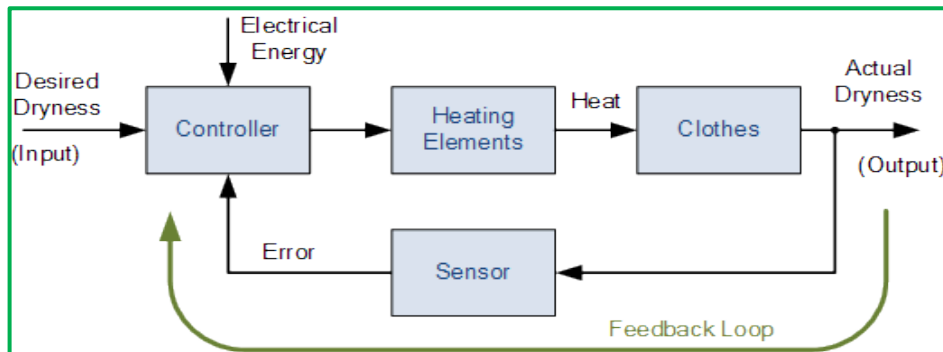 Electrical
Energy
Desired
Dryness
(Input)
Controller
Heating
Elements
Heat
Clothes
Actual
Dryness
(Output)
Error
Sensor
Feedback Loop